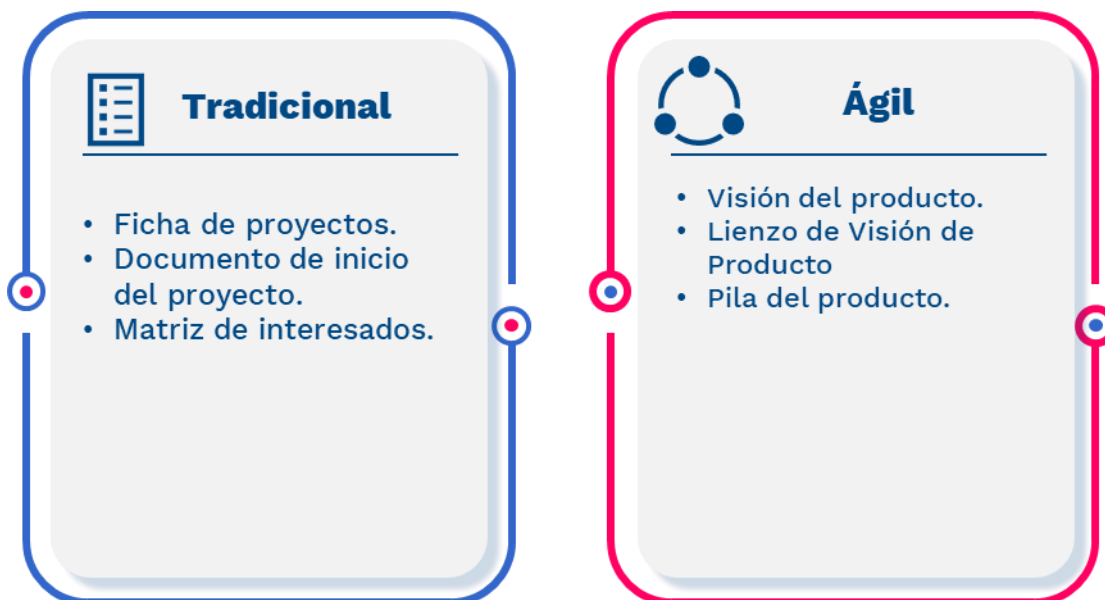 Tradicional
• Ficha de proyectos.
• Documento de inicio
del proyecto.
• Matriz de interesados.
Ágil
• Visión del producto.
• Lienzo de Visión de
Producto
• Pila del producto.